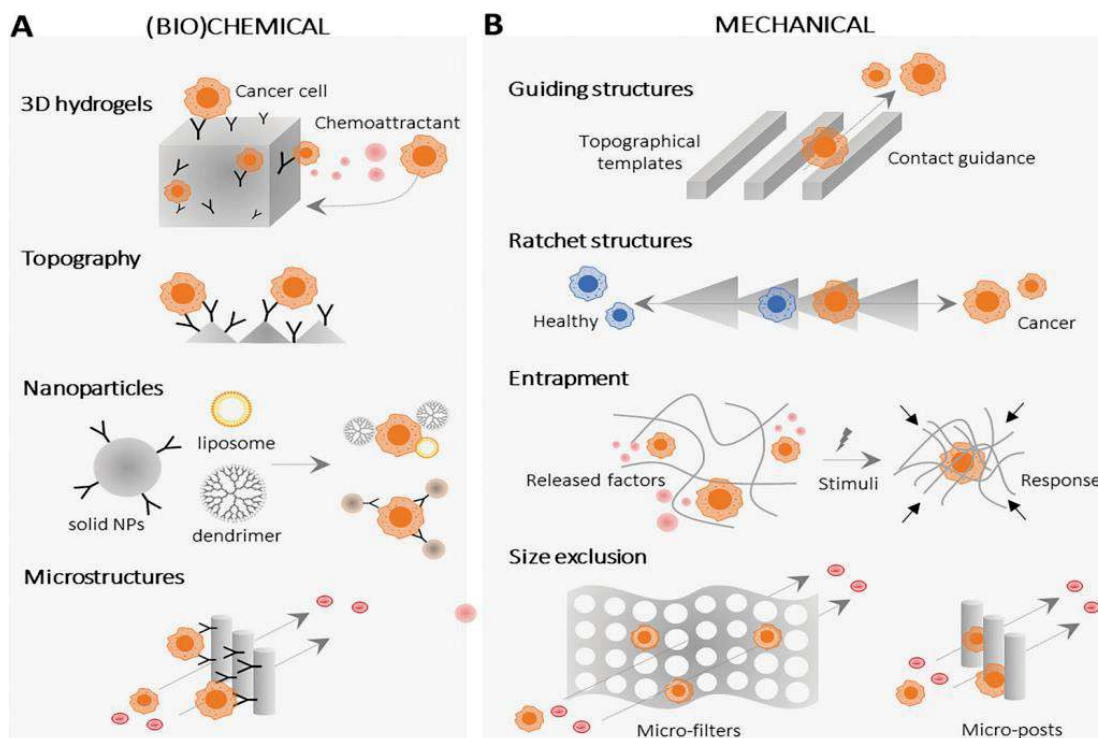 A
(BIO)CHEMICAL
3D hydrogels
Cancer cell
Chemoattractant
Topography
Nanoparticles
liposome
solid NPs
dendrimer
Microstructures
B
MECHANICAL
Guiding structures
Topographical
templates
Contact guidance
Ratchet structures
Healthy
Cancer
Entrapment
Released factors
Stimuli
Response
Size exclusion
Micro-filters
Micro-posts